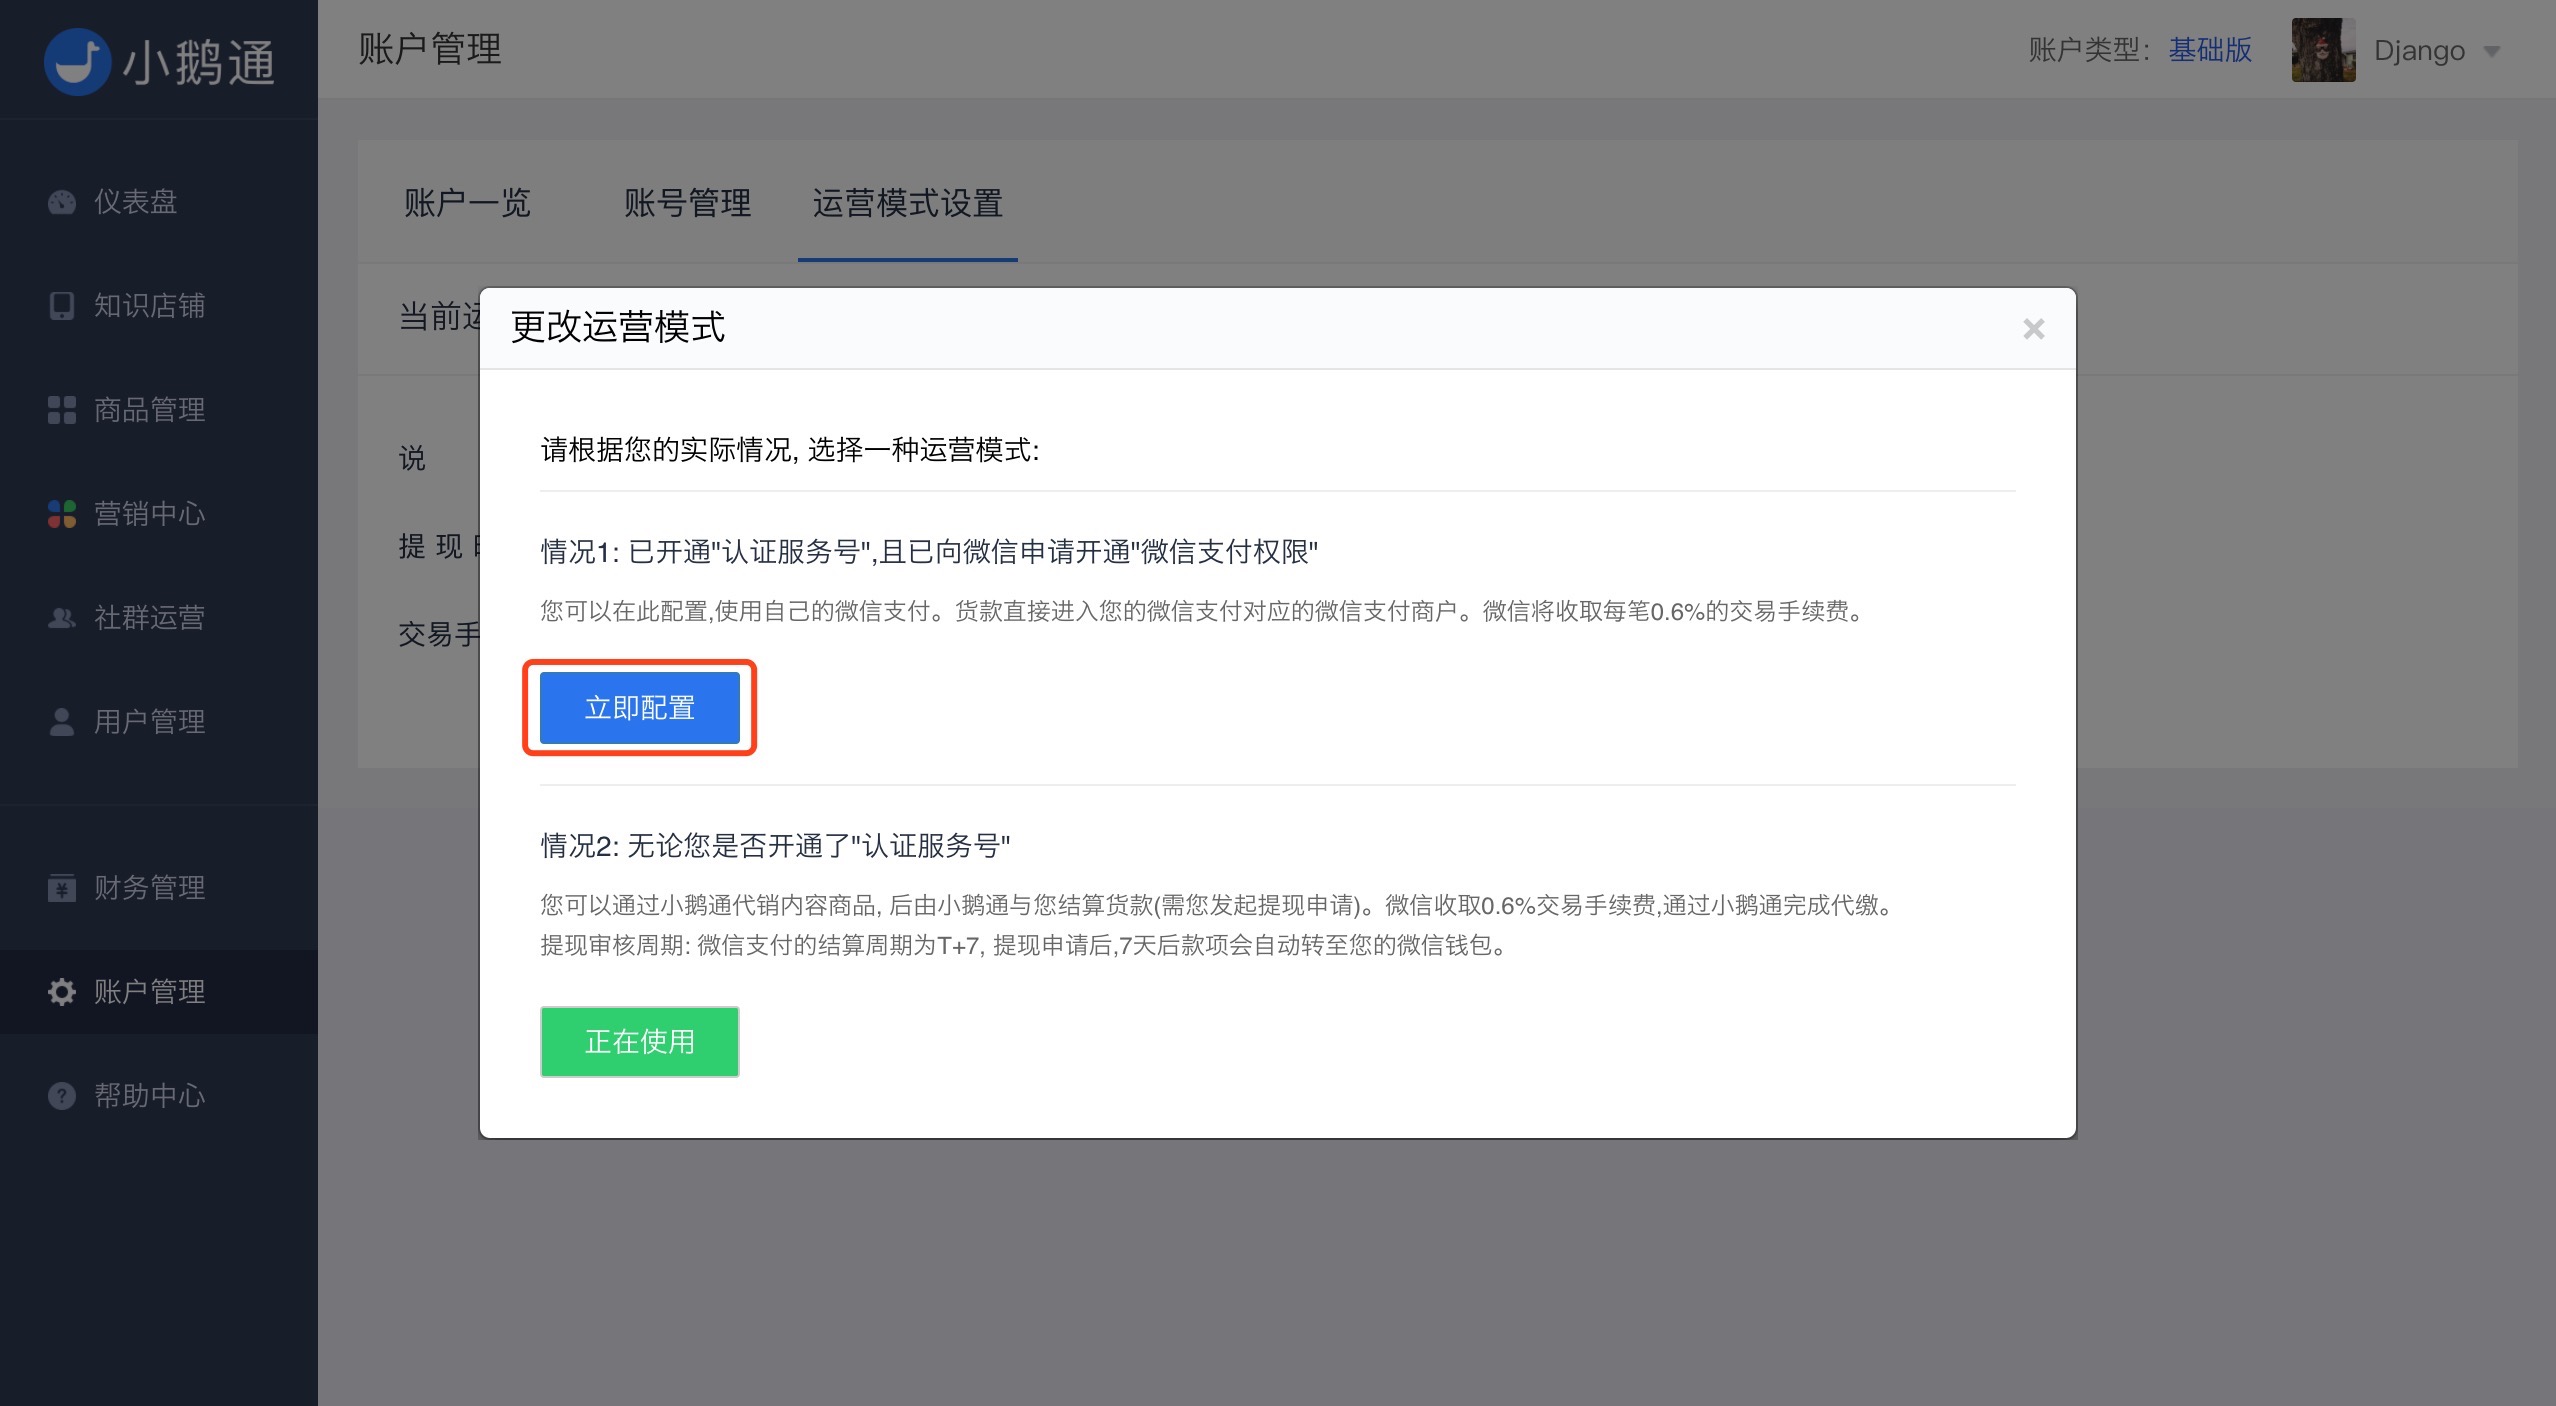 小鹅通
账户管理
账户类型：基础版
Django
仪表盘
知识店铺
商品管理
营销中心
社群运营
用户管理
财务管理
账户管理
帮助中心
账户一览
账号管理
运营模式设置
当前运
说
提 现
交易手
更改运营模式
请根据您的实际情况, 选择一种运营模式:
情况1: 已开通"认证服务号",且已向微信申请开通"微信支付权限"
您可以在此配置,使用自己的微信支付。货款直接进入您的微信支付对应的微信支付商户。微信将收取每笔0.6%的交易手续费。
立即配置
情况2: 无论您是否开通了"认证服务号"
您可以通过小鹅通代销内容商品, 后由小鹅通与您结算货款(需您发起提现申请)。微信收取0.6%交易手续费,通过小鹅通完成代缴。
提现审核周期: 微信支付的结算周期为T+7, 提现申请后,7天后款项会自动转至您的微信钱包。
正在使用